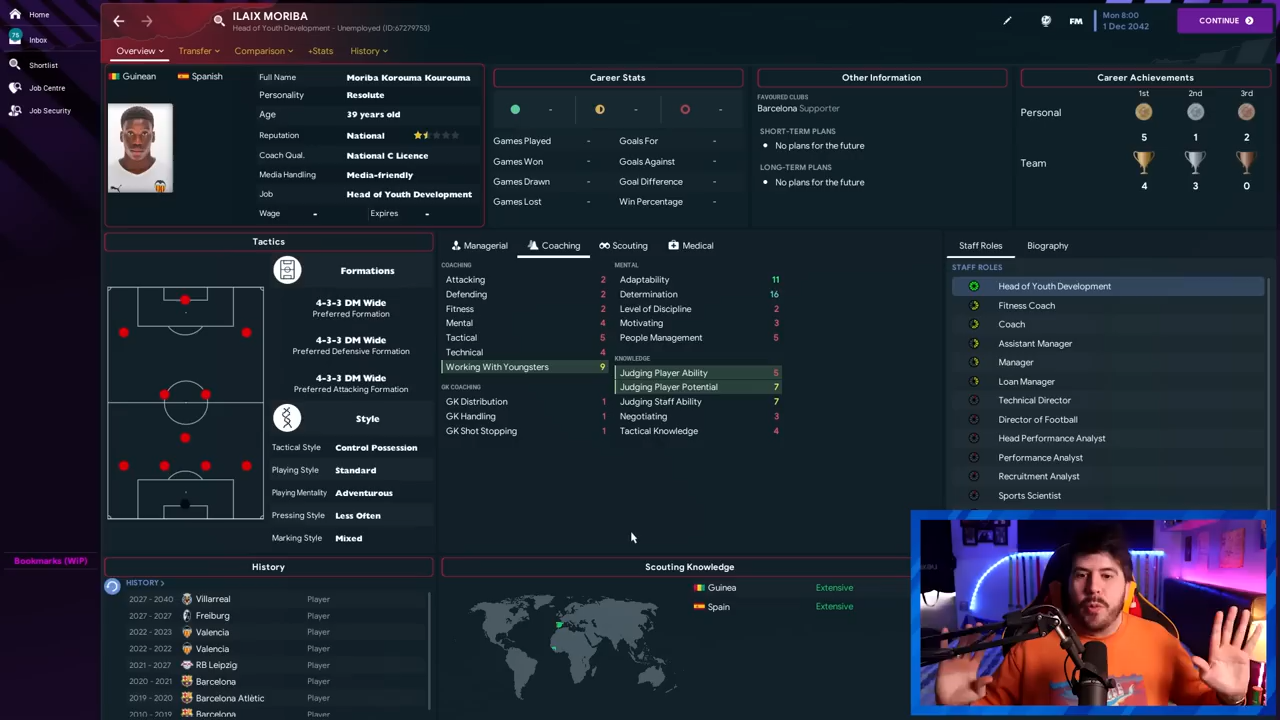 Home
75
Inbox
Shortlist
Job Centre
Job Security
Bookmarks (WiP)
ILAIX MORIBA
Head of Youth Development - Unemployed (ID:67279753)
FM
Mon 8:00
1 Dec 2042
CONTINUE
Overview
Transfer
Comparison
+Stats
History
Guinean
Spanish
Full Name Moriba Korouma Kourouma
Personality Resolute
Age 39 years old
Reputation National
Coach Qual. National C Licence
Media Handling Media-friendly
Job Head of Youth Development
Wage - Expires -
Career Stats
- - -
Games Played - Goals For -
Games Won - Goals Against -
Games Drawn - Goal Difference -
Games Lost - Win Percentage -
Other Information
FAVOURED CLUBS
Barcelona Supporter
SHORT-TERM PLANS
• No plans for the future
LONG-TERM PLANS
• No plans for the future
Career Achievements
1st 2nd 3rd
Personal
5 1 2
Team
4 3 0
Tactics
Formations
4-3-3 DM Wide
Preferred Formation
4-3-3 DM Wide
Preferred Defensive Formation
4-3-3 DM Wide
Preferred Attacking Formation
Style
Tactical Style Control Possession
Playing Style Standard
Playing Mentality Adventurous
Pressing Style Less Often
Marking Style Mixed
Managerial
Coaching
Scouting
Medical
COACHING
Attacking 2
Defending 2
Fitness 2
Mental 4
Tactical 5
Technical 4
Working With Youngsters 9
GK COACHING
GK Distribution 1
GK Handling 1
GK Shot Stopping 1
MENTAL
Adaptability 11
Determination 16
Level of Discipline 2
Motivating 3
People Management 5
KNOWLEDGE
Judging Player Ability 5
Judging Player Potential 7
Judging Staff Ability 7
Negotiating 3
Tactical Knowledge 4
Staff Roles
Biography
STAFF ROLES
Head of Youth Development
Fitness Coach
Coach
Assistant Manager
Manager
Loan Manager
Technical Director
Director of Football
Head Performance Analyst
Performance Analyst
Recruitment Analyst
Sports Scientist
History
HISTORY >
2027 - 2040 Villarreal Player
2027 - 2027 Freiburg Player
2022 - 2023 Valencia Player
2022 - 2022 Valencia Player
2021 - 2027 RB Leipzig Player
2020 - 2021 Barcelona Player
2019 - 2020 Barcelona Atlètic Player
2010 - 2019 Barcelona Player
Scouting Knowledge
Guinea Extensive
Spain Extensive